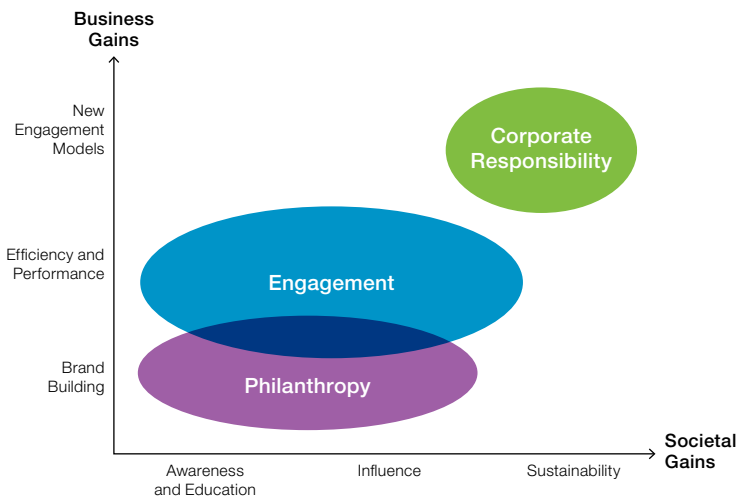 Business
Gains
New
Engagement
Models
Corporate
Responsibility
Efficiency and
Performance
Engagement
Brand
Building
Philanthropy
Societal
Gains
Awareness
and Education
Influence
Sustainability